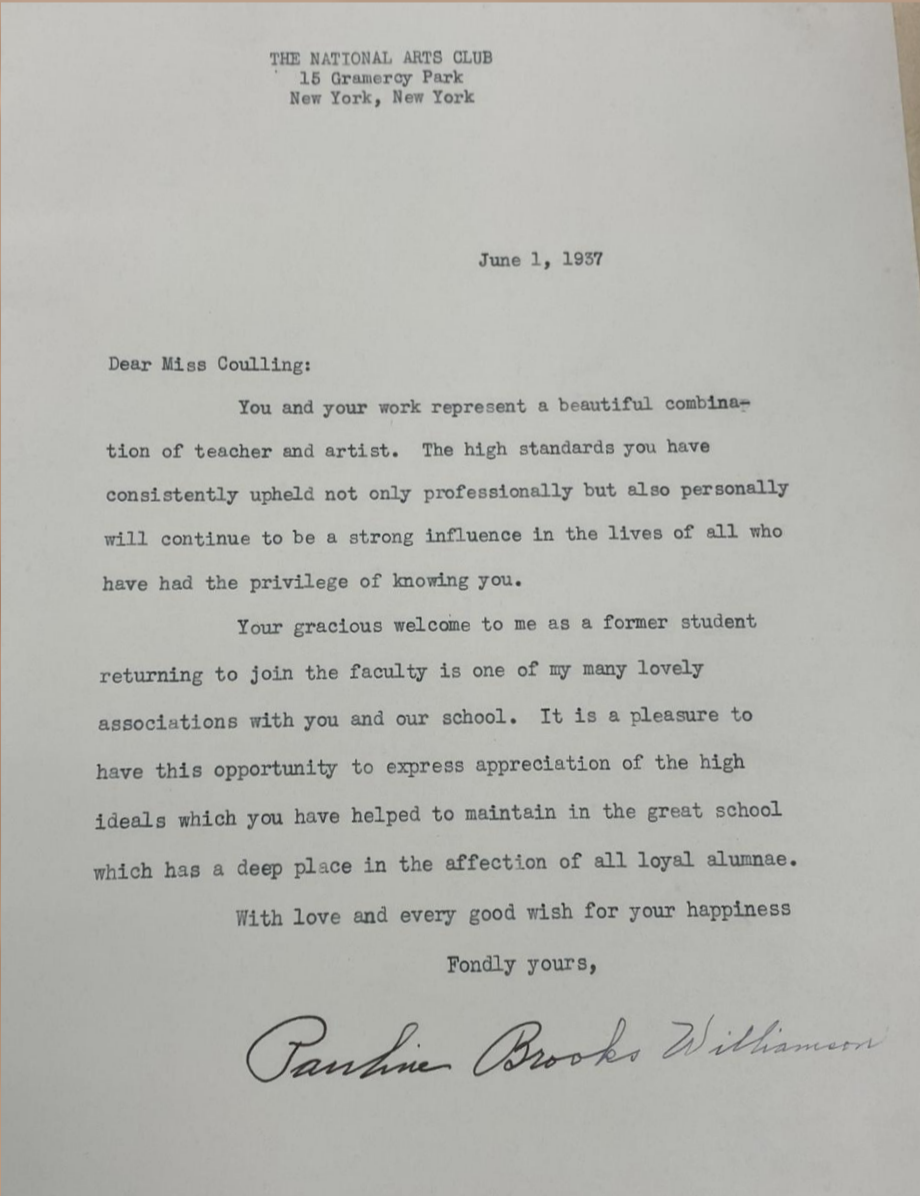 THE NATIONAL ARTS CLUB
15 Gramercy Park
New York, New York
June 1, 1937
Dear Miss Coulling:
You and your work represent a beautiful combina-
tion of teacher and artist. The high standards you have
consistently upheld not only professionally but also personally
will continue to be a strong influence in the lives of all who
have had the privilege of knowing you.
Your gracious welcome to me as a former student
returning to join the faculty is one of my many lovely
associations with you and our school. It is a pleasure to
have this opportunity to express appreciation of the high
ideals which you have helped to maintain in the great school
which has a deep place in the affection of all loyal alumnae.
With love and every good wish for your happiness
Fondly yours,
Pauline Brooks Williamson